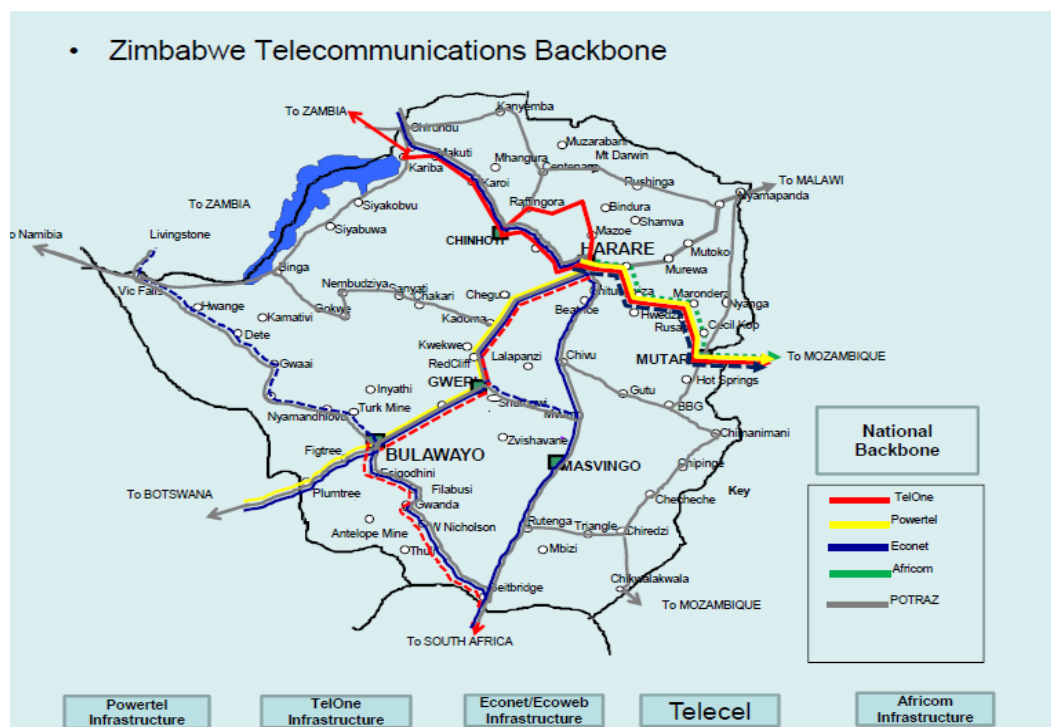 • Zimbabwe Telecommunications Backbone
To ZAMBIA
Kanyemba
Chirundu
Muzarabani
Makuti
Mhangura
Mt Darwin
Kariba
Karoi
Rushinga
To MALAWI
Nyamapanda
To ZAMBIA
Siyakobvu
Raffingora
Bindura
Shamva
Namibia
Livingstone
Siyabuwa
CHINHOYI
Mazoe
HARARE
Mutoko
Murewa
Vic Falls
Binga
Nembudziya
Sanyati
Chakari
Chegu
Marondera
Nyanga
Hwange
Kamativi
Gokwe
Kadoma
Beatrice
Hwedza
Rusa
Cecil Kop
Dete
Kwekwe
RedCliff
Lalapanzi
Chivu
MUTAR
To MOZAMBIQUE
Gwaai
GWERU
Hot Springs
Inyathi
Gutu
BBG
Nyamandhlovu
Turk Mine
Zvishavane
Chimanimani
National
Backbone
Figtree
BULAWAYO
MASVINGO
Chipinge
To BOTSWANA
Plumtree
Esigodhini
Filabusi
Checheche
Key
Gwanda
TelOne
Antelope Mine
W Nicholson
Rutenga
Triangle
Chiredzi
Powertel
Mbizi
Econet
Chikwalakwala
Africom
To MOZAMBIQUE
POTRAZ
To SOUTH AFRICA
Powertel
Infrastructure
TelOne
Infrastructure
Econet/Ecoweb
Infrastructure
Telecel
Africom
Infrastructure